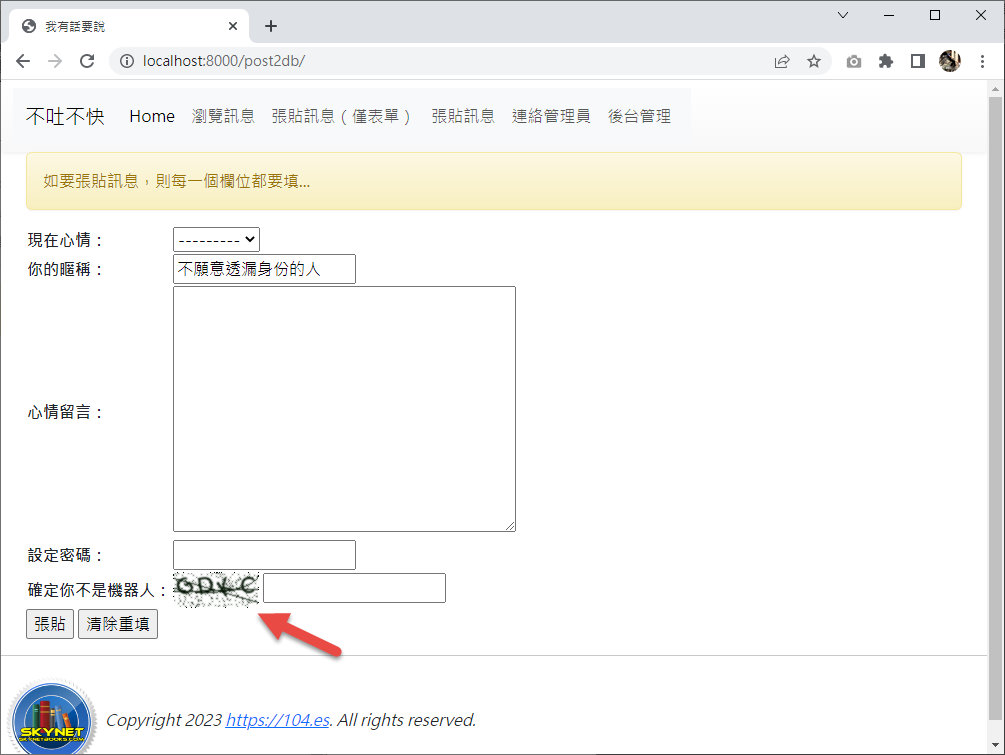 我有話要說
localhost:8000/post2db/
不吐不快 Home 瀏覽訊息 張貼訊息（僅表單） 張貼訊息 連絡管理員 後台管理
如要張貼訊息，則每一個欄位都要填...
現在心情： ---------
你的暱稱： 不願意透漏身份的人
心情留言：
設定密碼：
確定你不是機器人：
張貼 清除重填
SKYNET
SKYNETBOOKS.COM
Copyright 2023 https://104.es. All rights reserved.